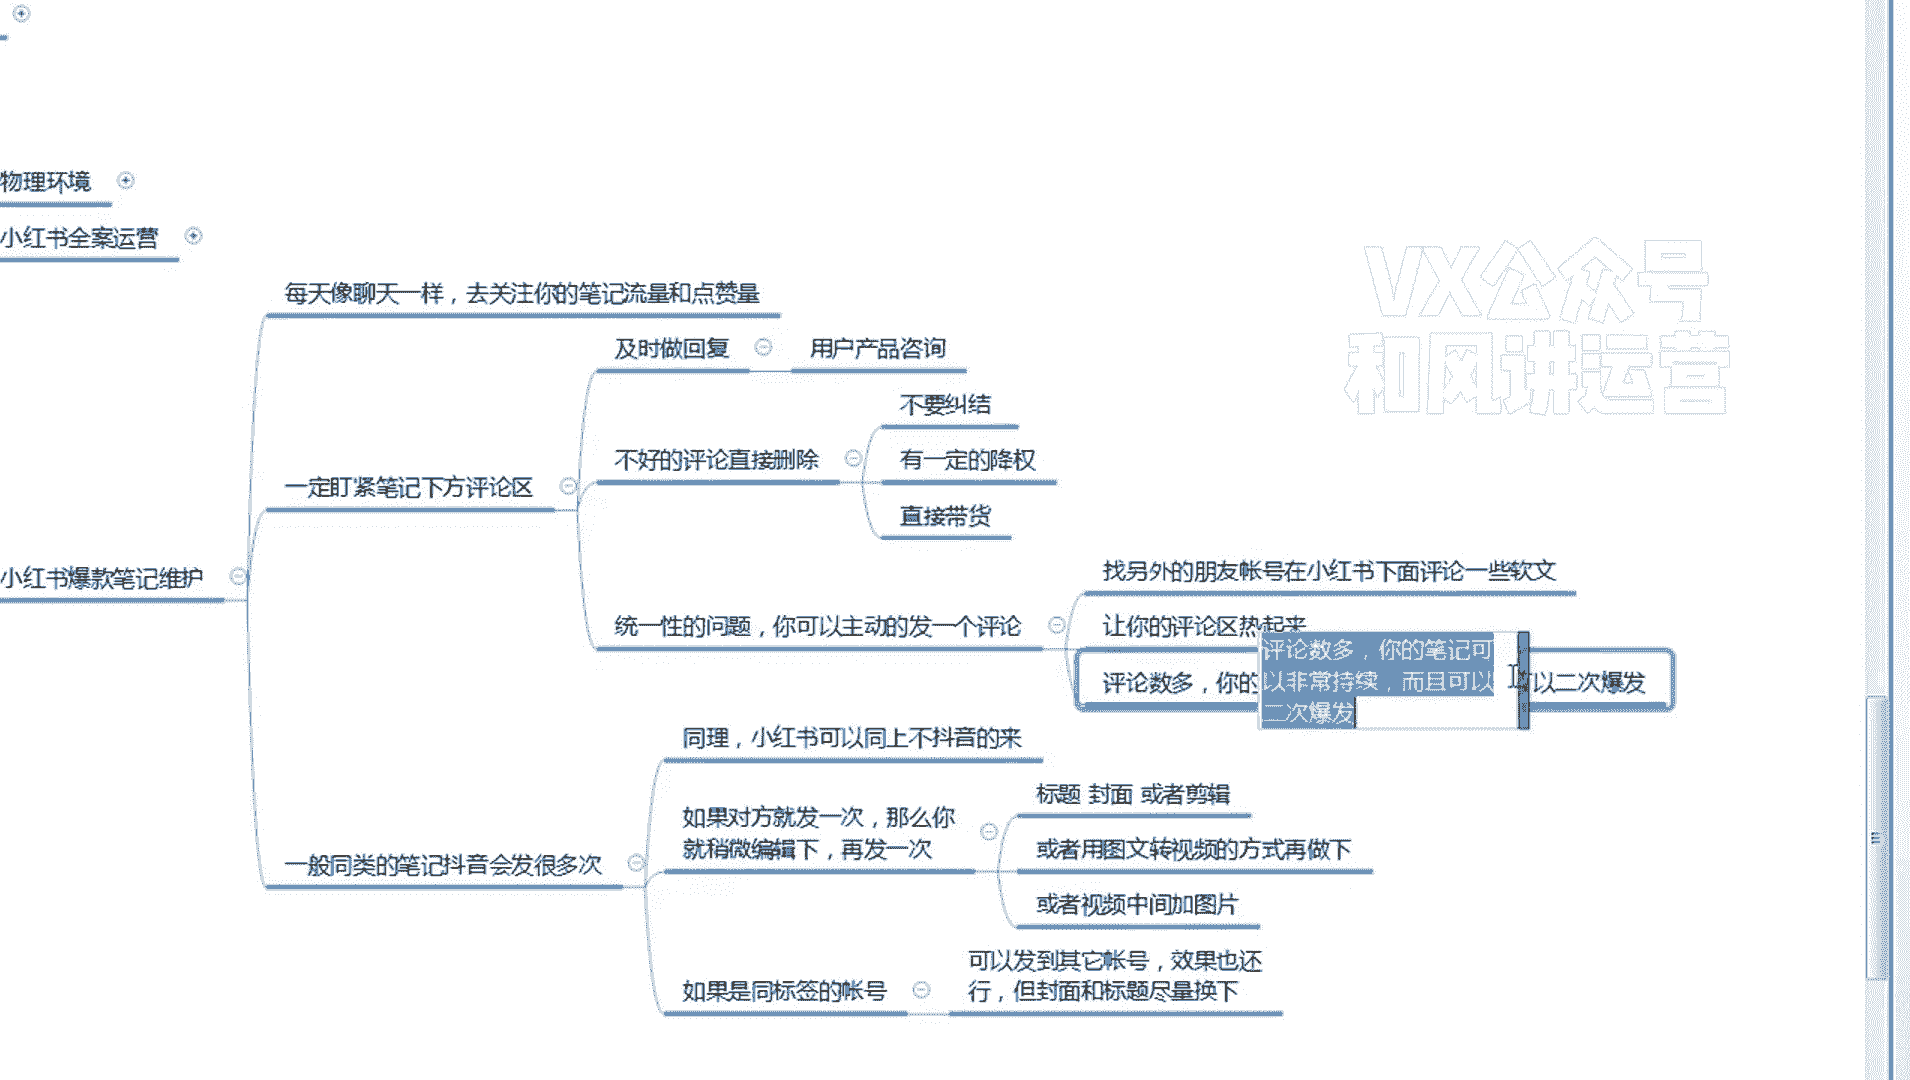 物理环境
小红书全案运营
VX公众号
和风讲运营
小红书爆款笔记维护
每天像聊天一样，去关注你的笔记流量和点赞量
一定盯紧笔记下方评论区
及时做回复
用户产品咨询
不好的评论直接删除
不要纠结
有一定的降权
直接带货
统一性的问题，你可以主动的发一个评论
找另外的朋友帐号在小红书下面评论一些软文
让你的评论区热起来
评论数多，你的
可以二次爆发
评论数多，你的笔记可
以非常持续，而且可以
二次爆发
一般同类的笔记抖音会发很多次
同理，小红书可以同上不抖音的来
如果对方就发一次，那么你
就稍微编辑下，再发一次
标题 封面 或者剪辑
或者用图文转视频的方式再做下
或者视频中间加图片
如果是同标签的帐号
可以发到其它帐号，效果也还
行，但封面和标题尽量换下